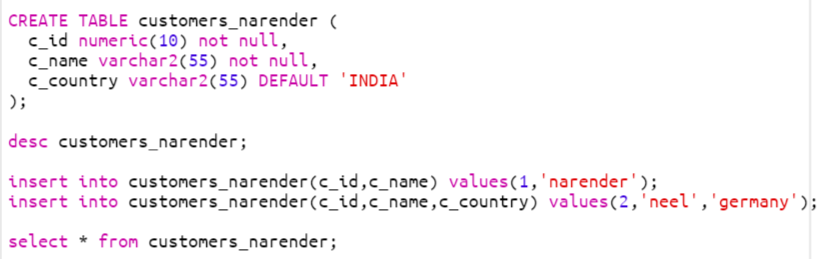 CREATE TABLE customers_narender (
  c_id numeric(10) not null,
  c_name varchar2(55) not null,
  c_country varchar2(55) DEFAULT 'INDIA'
);
desc customers_narender;
insert into customers_narender(c_id,c_name) values(1,'narender');
insert into customers_narender(c_id,c_name,c_country) values(2,'neel','germany');
select * from customers_narender;